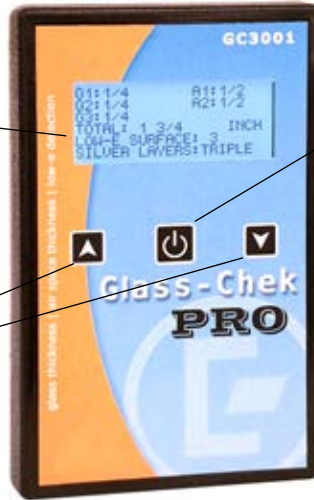 GC3001
G1:1/4 A1:1/2
G2:1/4 A2:1/2
G3:1/4
TOTAL: 1 3/4 INCH
LOW-E SURFACE: 3
SILVER LAYERS:TRIPLE
Glass-Chek
PRO
glass thickness | air space thickness | low-e detection